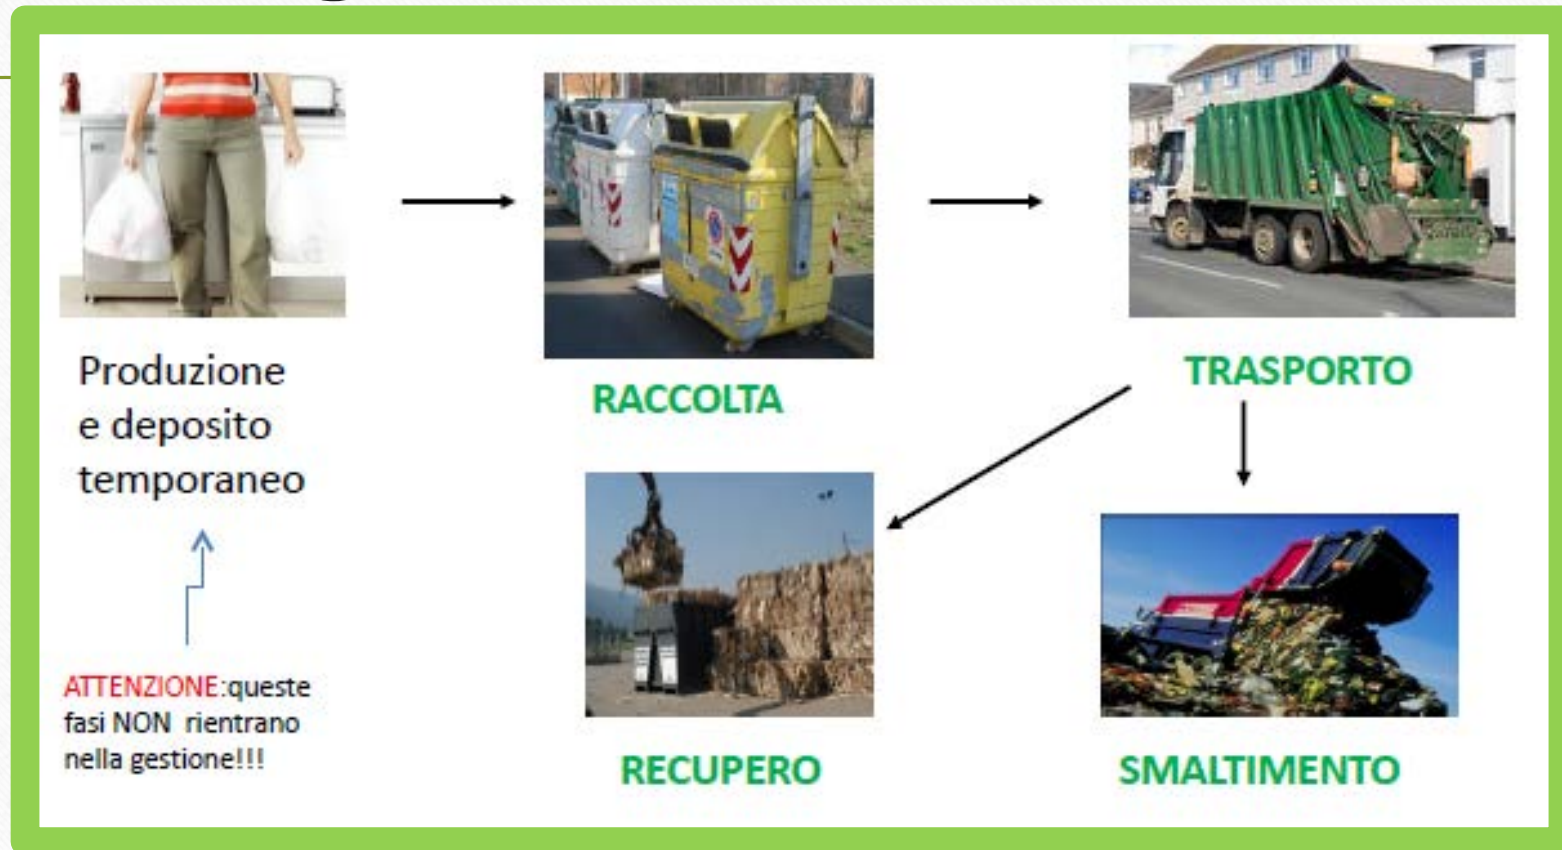 Produzione
e deposito
temporaneo
RACCOLTA
TRASPORTO
ATTENZIONE:queste
fasi NON rientrano
nella gestione!!!
RECUPERO
SMALTIMENTO